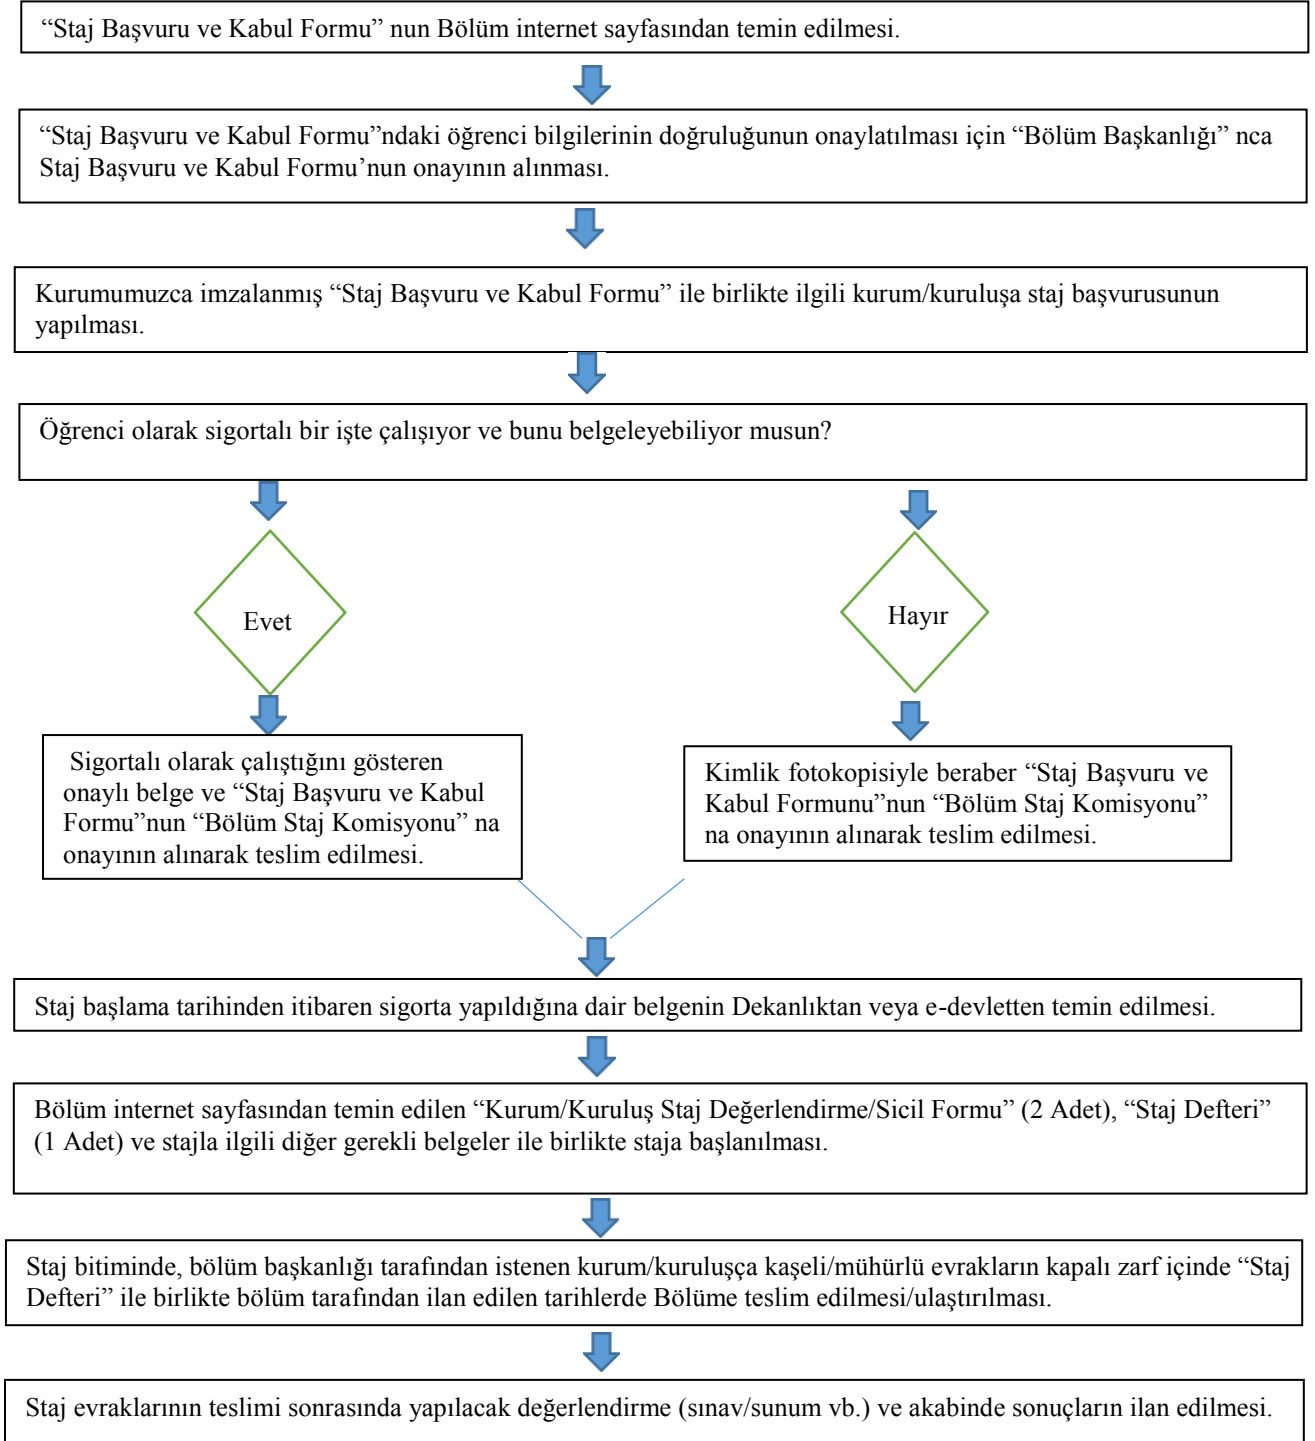 “Staj Başvuru ve Kabul Formu” nun Bölüm internet sayfasından temin edilmesi.
“Staj Başvuru ve Kabul Formu”ndaki öğrenci bilgilerinin doğruluğunun onaylatılması için “Bölüm Başkanlığı” nca
Staj Başvuru ve Kabul Formu’nun onayının alınması.
Kurumumuzca imzalanmış “Staj Başvuru ve Kabul Formu” ile birlikte ilgili kurum/kuruluşa staj başvurusunun
yapılması.
Öğrenci olarak sigortalı bir işte çalışıyor ve bunu belgeleyebiliyor musun?
Evet
Hayır
Sigortalı olarak çalıştığını gösteren
onaylı belge ve “Staj Başvuru ve Kabul
Formu”nun “Bölüm Staj Komisyonu” na
onayının alınarak teslim edilmesi.
Kimlik fotokopisiyle beraber “Staj Başvuru ve
Kabul Formunu”nun “Bölüm Staj Komisyonu”
na onayının alınarak teslim edilmesi.
Staj başlama tarihinden itibaren sigorta yapıldığına dair belgenin Dekanlıktan veya e-devletten temin edilmesi.
Bölüm internet sayfasından temin edilen “Kurum/Kuruluş Staj Değerlendirme/Sicil Formu” (2 Adet), “Staj Defteri”
(1 Adet) ve stajla ilgili diğer gerekli belgeler ile birlikte staja başlanılması.
Staj bitiminde, bölüm başkanlığı tarafından istenen kurum/kuruluşça kaşeli/mühürlü evrakların kapalı zarf içinde “Staj
Defteri” ile birlikte bölüm tarafından ilan edilen tarihlerde Bölüme teslim edilmesi/ulaştırılması.
Staj evraklarının teslimi sonrasında yapılacak değerlendirme (sınav/sunum vb.) ve akabinde sonuçların ilan edilmesi.